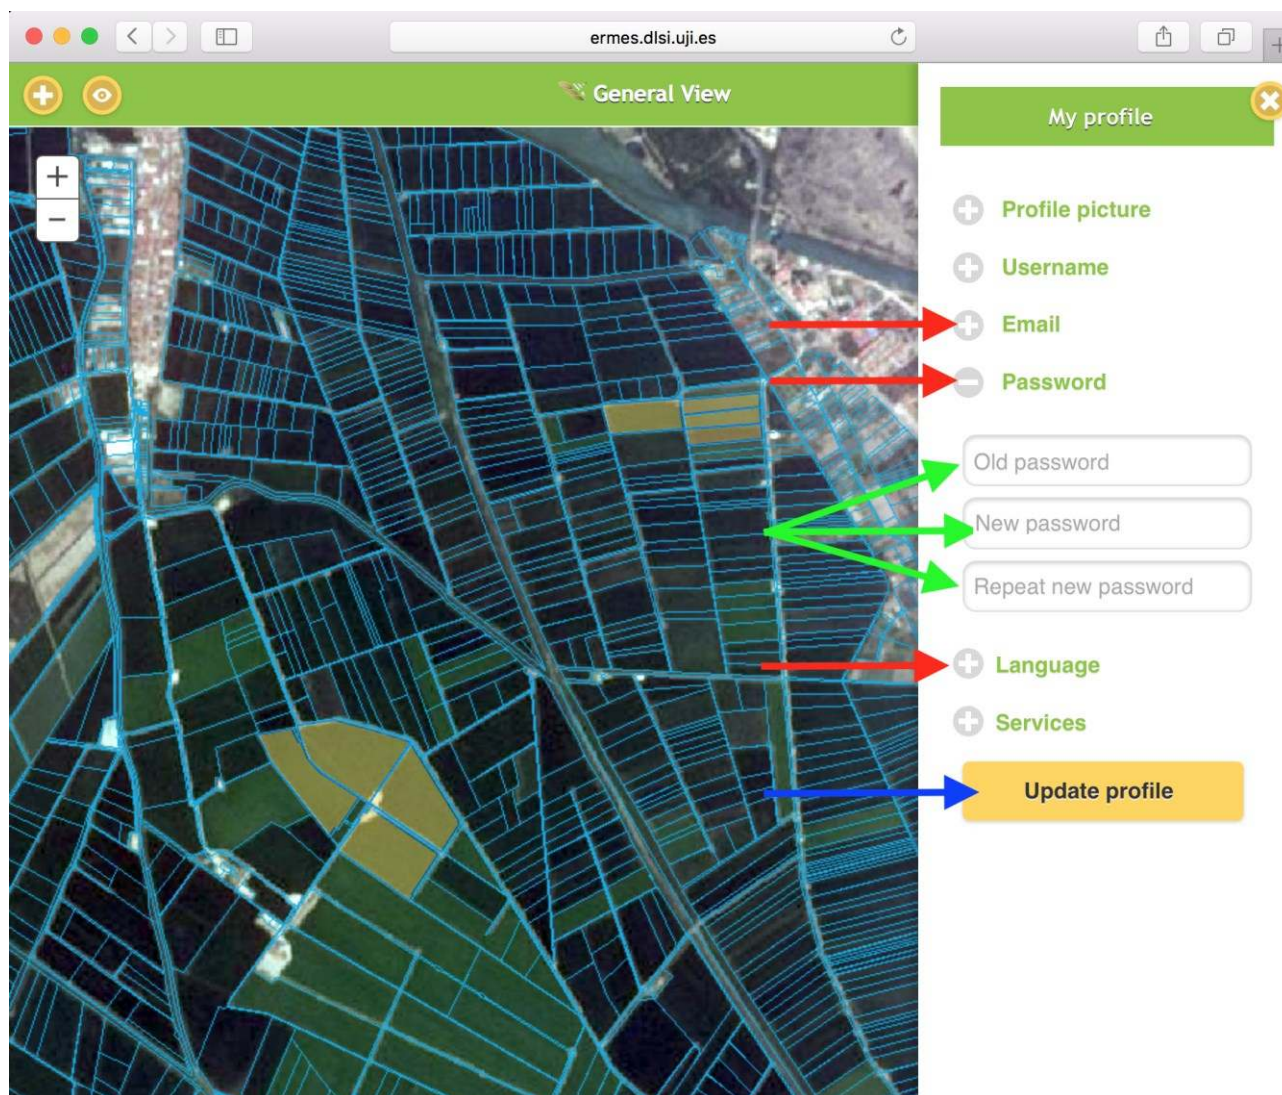 ermes.dlsi.uji.es
General View
My profile
+
−
Profile picture
Username
Email
Password
Old password
New password
Repeat new password
Language
Services
Update profile